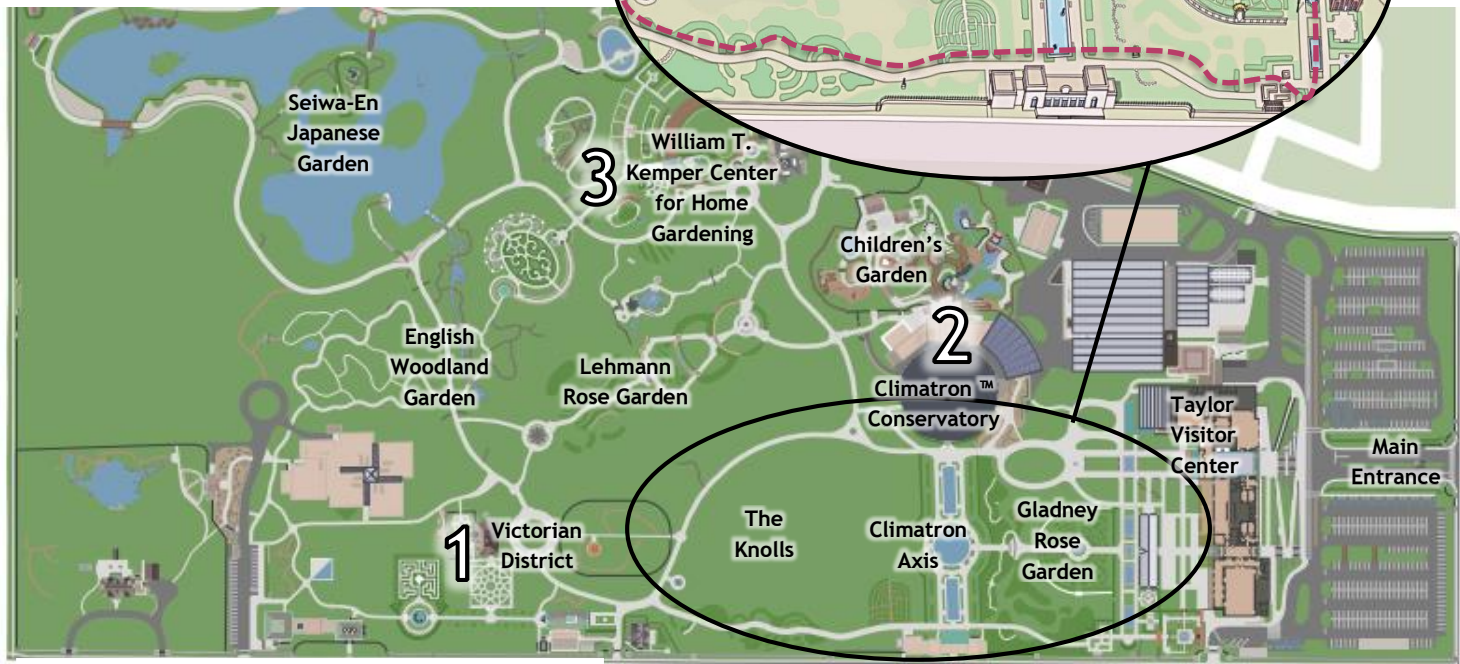 Seiwa-En
Japanese
Garden
3
William T.
Kemper Center
for Home
Gardening
Children's
Garden
2
Climatron ™
Conservatory
English
Woodland
Garden
Lehmann
Rose Garden
Taylor
Visitor
Center
Main
Entrance
1
Victorian
District
The
Knolls
Climatron
Axis
Gladney
Rose
Garden